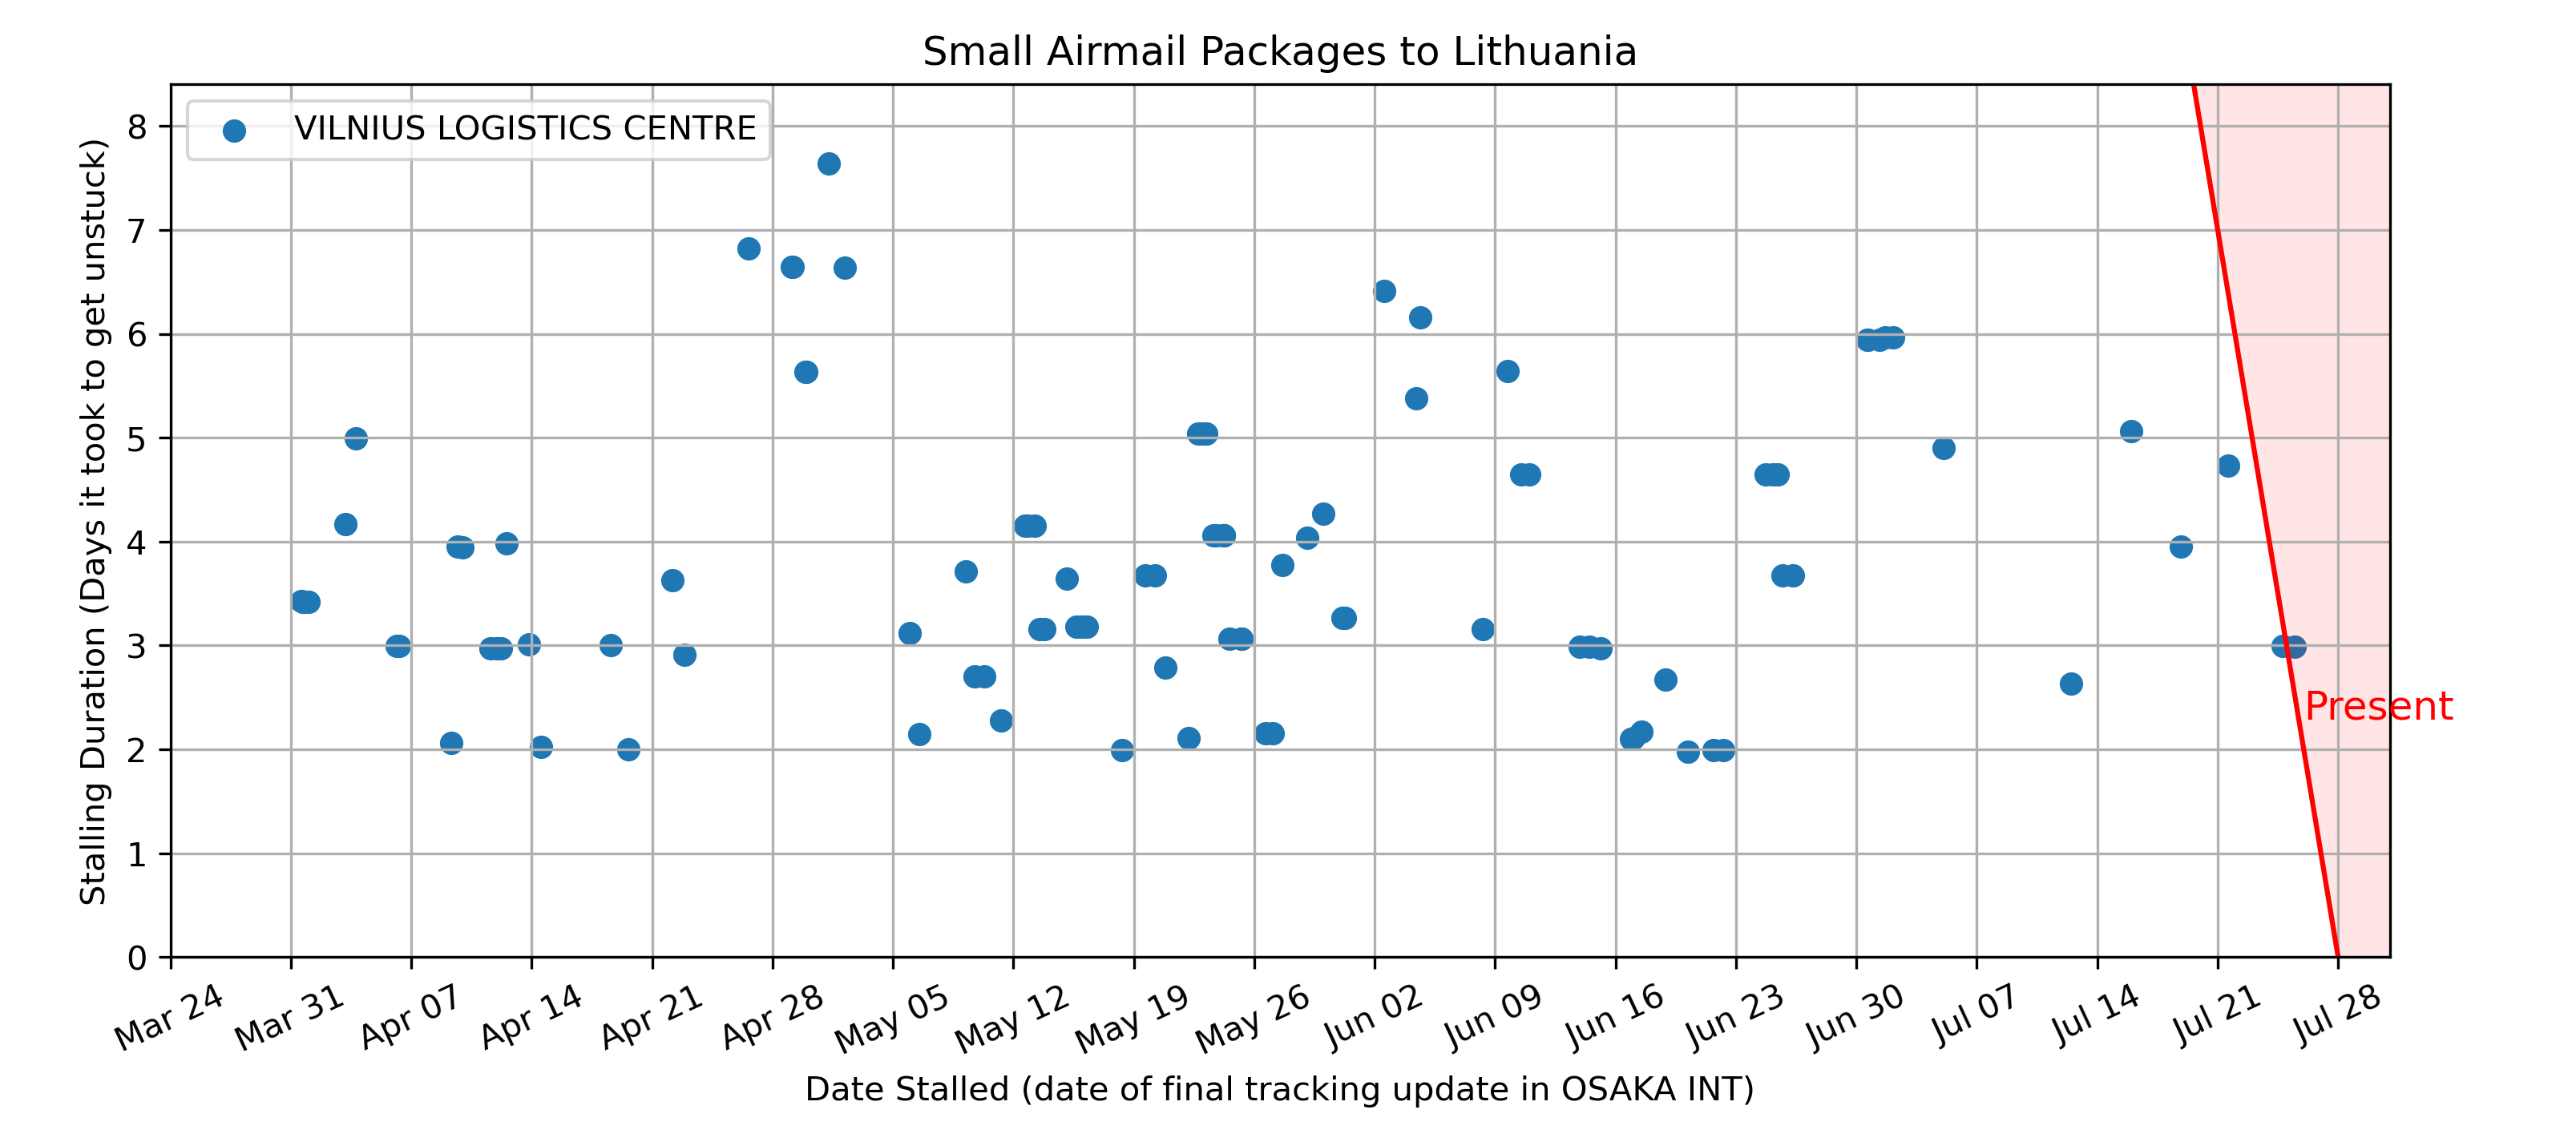 Small Airmail Packages to Lithuania
VILNIUS LOGISTICS CENTRE
Stalling Duration (Days it took to get unstuck)
8
7
6
5
4
3
2
1
0
Present
Mar 24
Mar 31
Apr 07
Apr 14
Apr 21
Apr 28
May 05
May 12
May 19
May 26
Jun 02
Jun 09
Jun 16
Jun 23
Jun 30
Jul 07
Jul 14
Jul 21
Jul 28
Date Stalled (date of final tracking update in OSAKA INT)